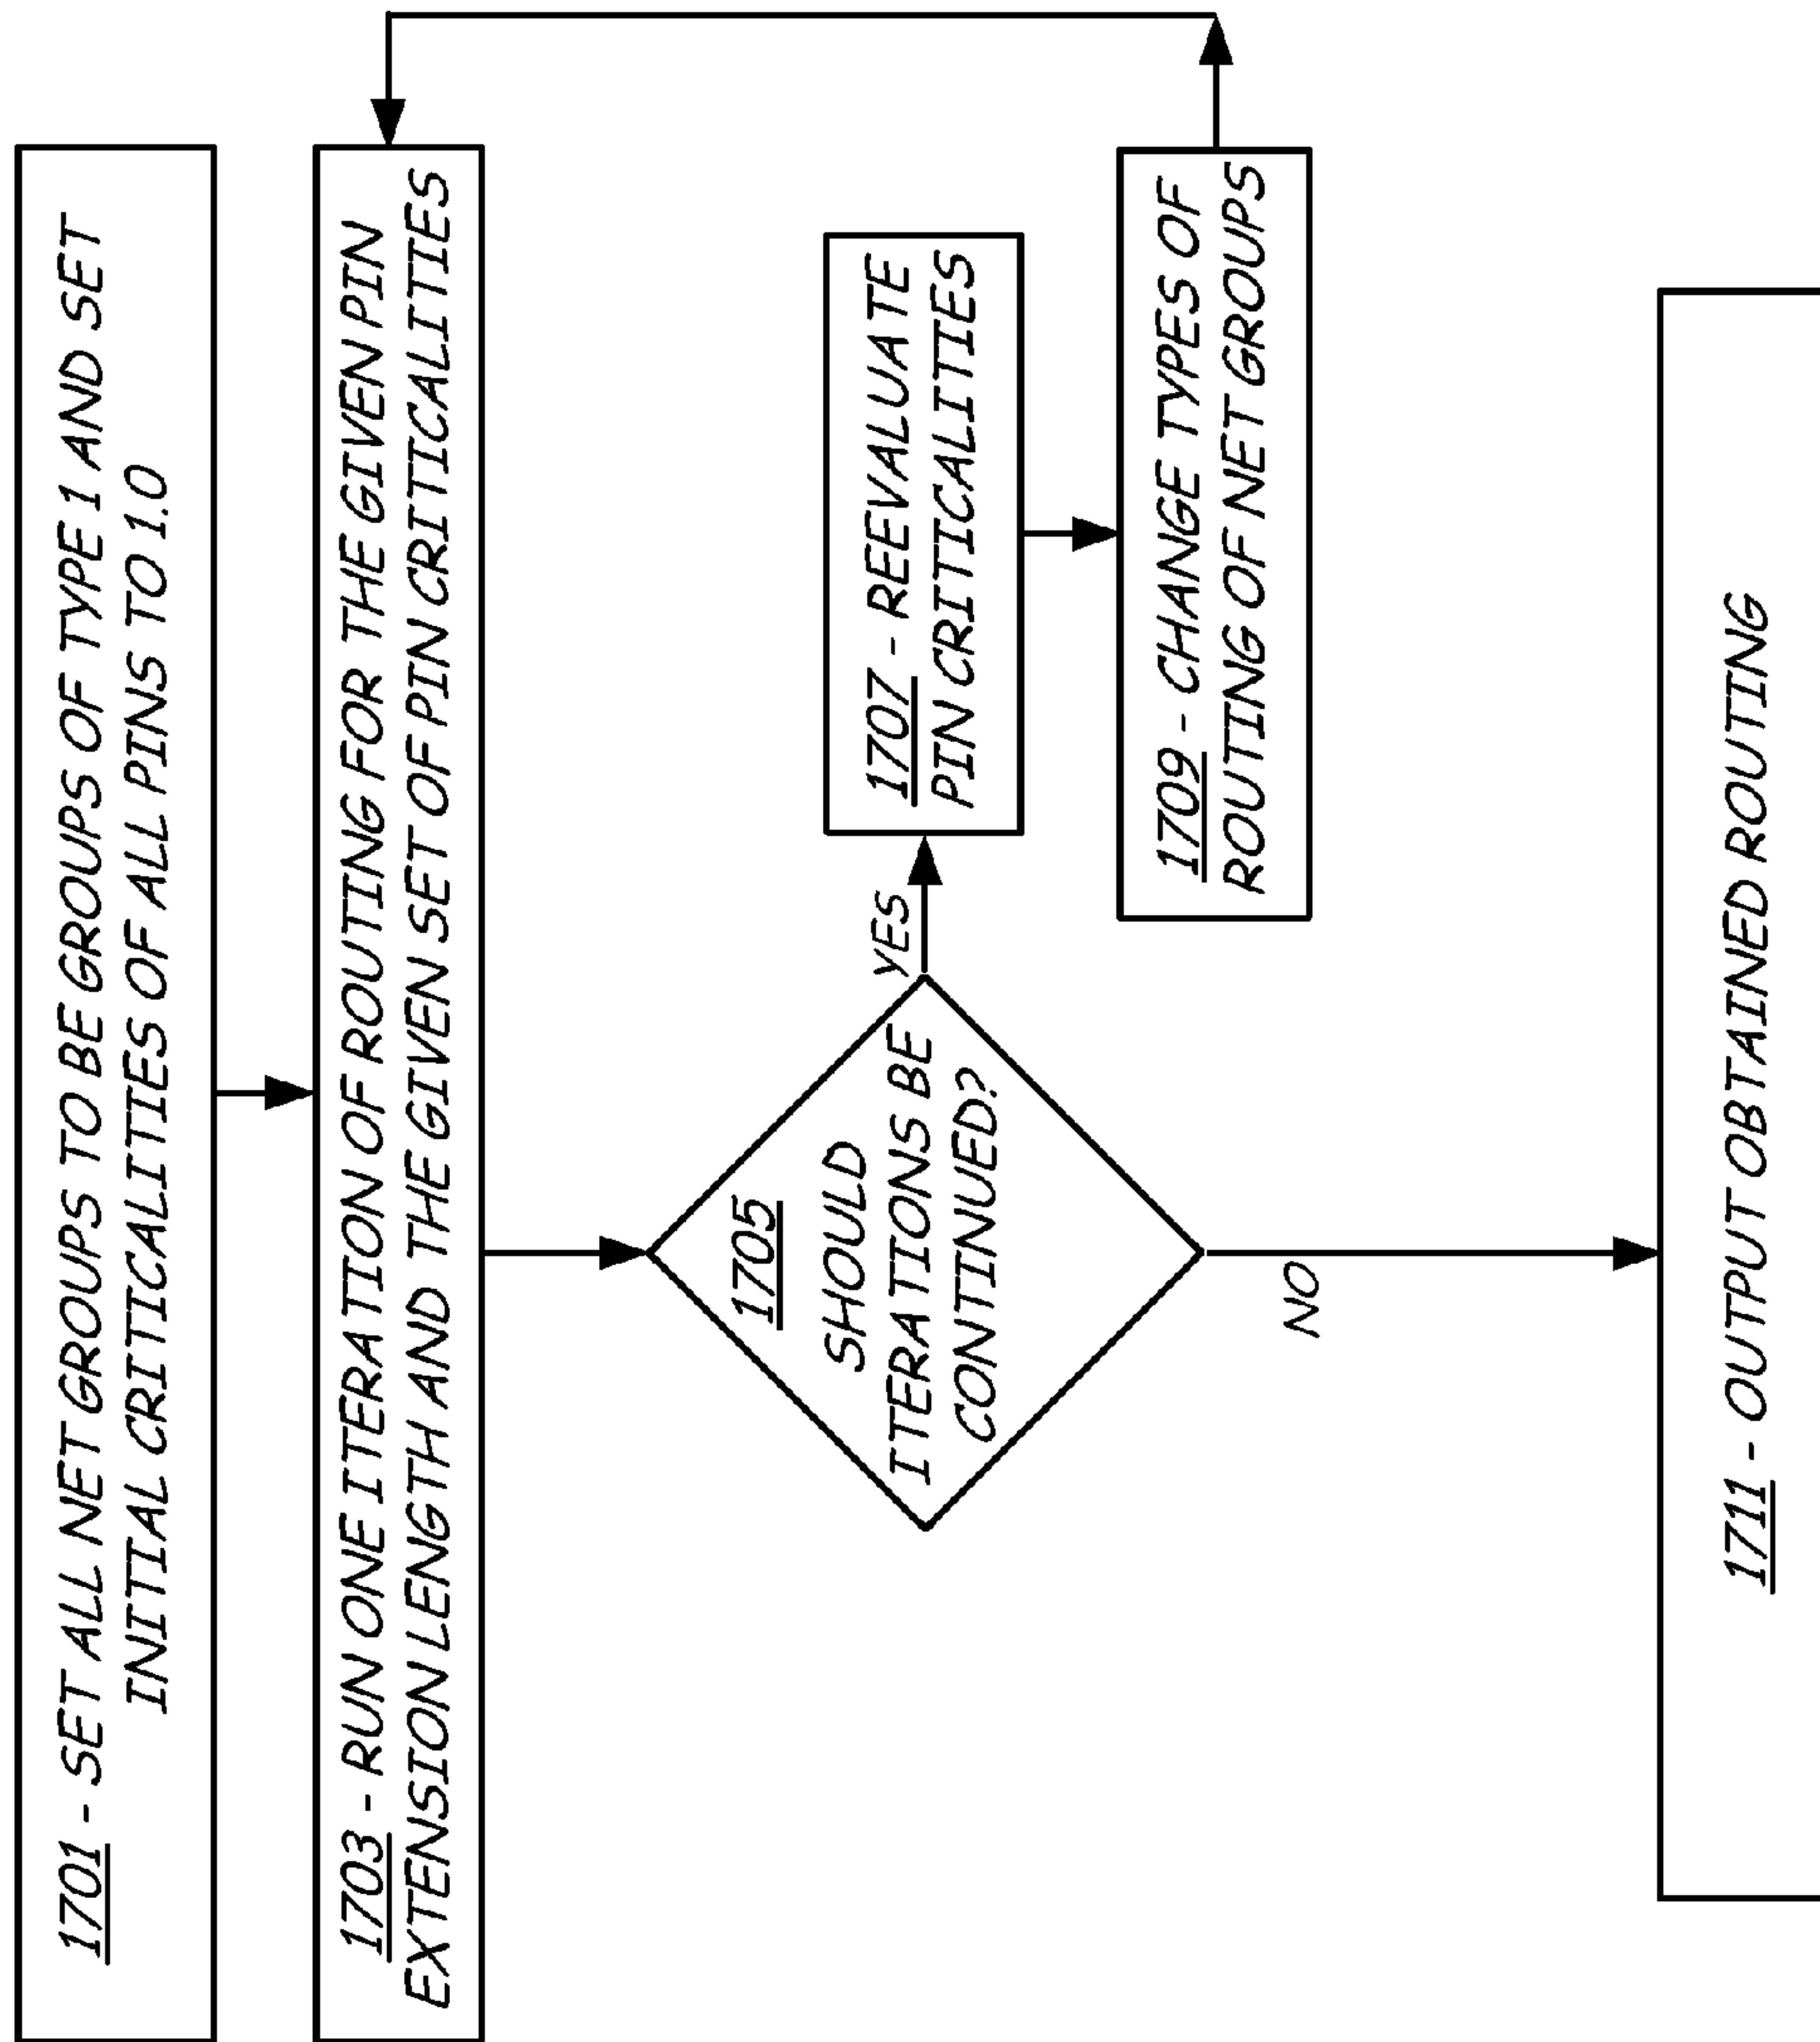 1701 - SET ALL NET GROUPS TO BE GROUPS OF TYPE 1 AND SET
INITIAL CRITICALITIES OF ALL PINS TO 1.0
1703 - RUN ONE ITERATION OF ROUTING FOR THE GIVEN PIN
EXTENSION LENGTH AND THE GIVEN SET OF PIN CRITICALITIES
1705
SHOULD
ITERATIONS BE
CONTINUED?
YES
1707 - REEVALUATE
PIN CRITICALITIES
1709 - CHANGE TYPES OF
ROUTING OF NET GROUPS
NO
1711 - OUTPUT OBTAINED ROUTING